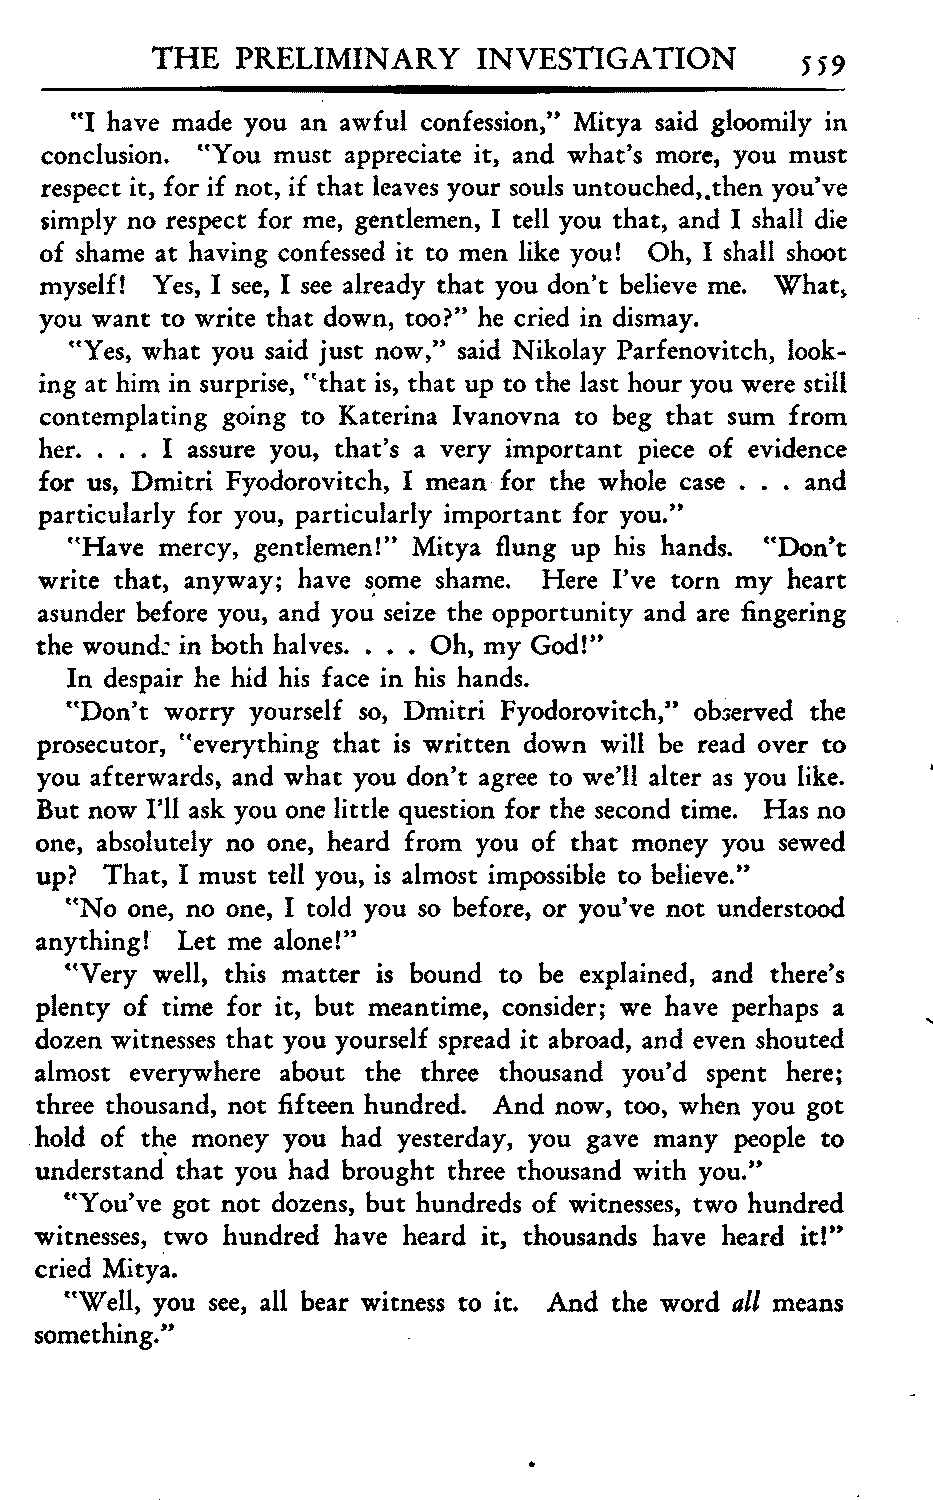 THE PRELIMINARY INVESTIGATION 559
"I have made you an awful confession," Mitya said gloomily in
conclusion. "You must appreciate it, and what's more, you must
respect it, for if not, if that leaves your souls untouched, then you've
simply no respect for me, gentlemen, I tell you that, and I shall die
of shame at having confessed it to men like you! Oh, I shall shoot
myself! Yes, I see, I see already that you don't believe me. What,
you want to write that down, too?" he cried in dismay.
"Yes, what you said just now," said Nikolay Parfenovitch, look-
ing at him in surprise, "that is, that up to the last hour you were still
contemplating going to Katerina Ivanovna to beg that sum from
her. . . . I assure you, that's a very important piece of evidence
for us, Dmitri Fyodorovitch, I mean for the whole case . . . and
particularly for you, particularly important for you."
"Have mercy, gentlemen!" Mitya flung up his hands. "Don't
write that, anyway; have some shame. Here I've torn my heart
asunder before you, and you seize the opportunity and are fingering
the wounds in both halves. . . . Oh, my God!"
In despair he hid his face in his hands.
"Don't worry yourself so, Dmitri Fyodorovitch," observed the
prosecutor, "everything that is written down will be read over to
you afterwards, and what you don't agree to we'll alter as you like.
But now I'll ask you one little question for the second time. Has no
one, absolutely no one, heard from you of that money you sewed
up? That, I must tell you, is almost impossible to believe."
"No one, no one, I told you so before, or you've not understood
anything! Let me alone!"
"Very well, this matter is bound to be explained, and there's
plenty of time for it, but meantime, consider; we have perhaps a
dozen witnesses that you yourself spread it abroad, and even shouted
almost everywhere about the three thousand you'd spent here;
three thousand, not fifteen hundred. And now, too, when you got
hold of the money you had yesterday, you gave many people to
understand that you had brought three thousand with you."
"You've got not dozens, but hundreds of witnesses, two hundred
witnesses, two hundred have heard it, thousands have heard it!"
cried Mitya.
"Well, you see, all bear witness to it. And the word all means
something."